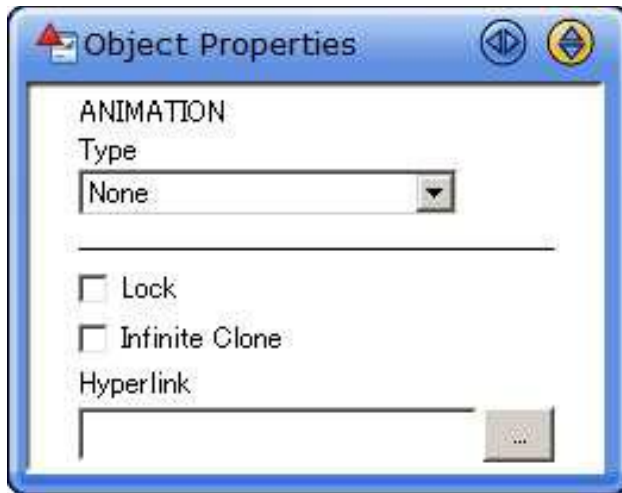 Object Properties
ANIMATION
Type
None
Lock
Infinite Clone
Hyperlink
...